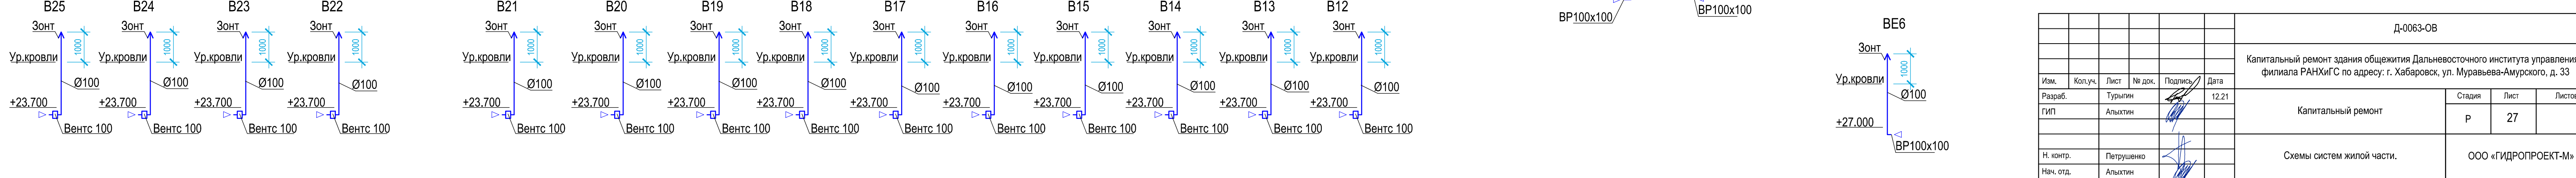 В25 В24 В23 В22 В21 В20 В19 В18 В17 В16 В15 В14 В13 В12
Зонт Зонт Зонт Зонт Зонт Зонт Зонт Зонт Зонт Зонт Зонт Зонт Зонт Зонт
1000 1000 1000 1000 1000 1000 1000 1000 1000 1000 1000 1000 1000 1000
Ур.кровли Ур.кровли Ур.кровли Ур.кровли Ур.кровли Ур.кровли Ур.кровли Ур.кровли Ур.кровли Ур.кровли Ур.кровли Ур.кровли Ур.кровли Ур.кровли
Ø100 Ø100 Ø100 Ø100 Ø100 Ø100 Ø100 Ø100 Ø100 Ø100 Ø100 Ø100 Ø100 Ø100
+23.700 +23.700 +23.700 +23.700 +23.700 +23.700 +23.700 +23.700 +23.700 +23.700 +23.700 +23.700 +23.700 +23.700
Вентс 100 Вентс 100 Вентс 100 Вентс 100 Вентс 100 Вентс 100 Вентс 100 Вентс 100 Вентс 100 Вентс 100 Вентс 100 Вентс 100 Вентс 100 Вентс 100
ВР100х100 ВР100х100
ВЕ6
Зонт
1000
Ур.кровли
Ø100
+27.000
ВР100х100
Д-0063-ОВ
Капитальный ремонт здания общежития Дальневосточного института управления
филиала РАНХиГС по адресу: г. Хабаровск, ул. Муравьева-Амурского, д. 33
Изм. Кол.уч. Лист № док. Подпись Дата
Разраб. Турыгин 12.21
Капитальный ремонт
Стадия Лист Листов
ГИП Алыхтин
Р 27
Н. контр. Петрушенко
Схемы систем жилой части.
ООО «ГИДРОПРОЕКТ-М»
Нач. отд. Алыхтин